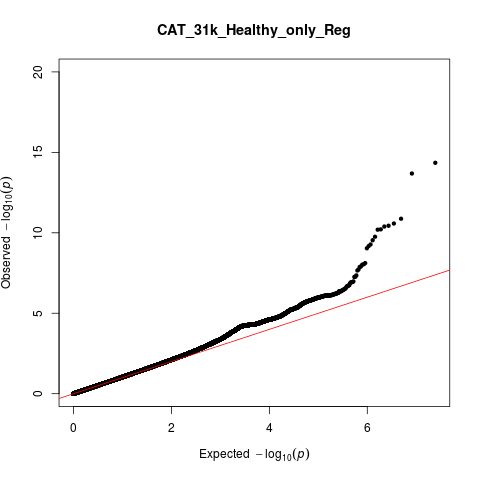 CAT_31k_Healthy_only_Reg
Observed −log₁₀(p)
20
15
10
5
0
0 2 4 6
Expected −log₁₀(p)